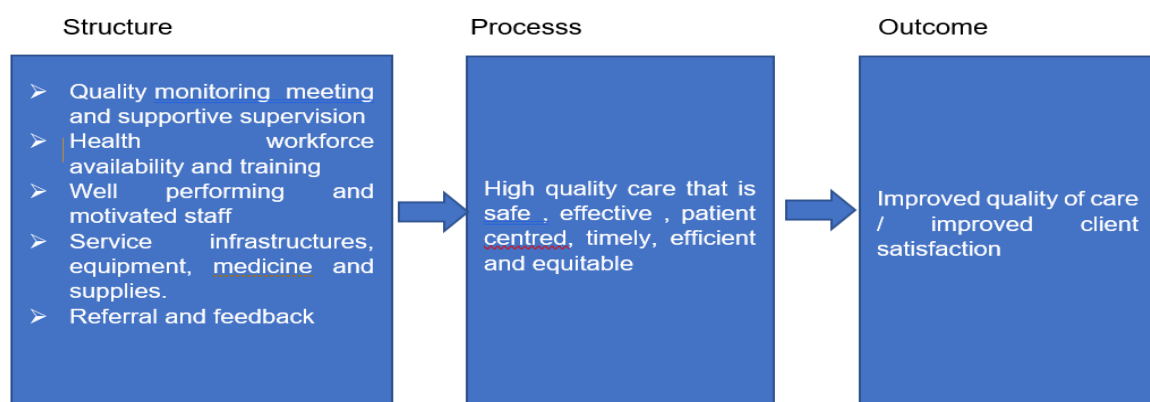 Structure
Processs
Outcome
➢ Quality monitoring meeting
and supportive supervision
➢ Health workforce
availability and training
➢ Well performing and
motivated staff
➢ Service infrastructures,
equipment, medicine and
supplies.
➢ Referral and feedback
High quality care that is
safe , effective , patient
centred, timely, efficient
and equitable
Improved quality of care
/ improved client
satisfaction